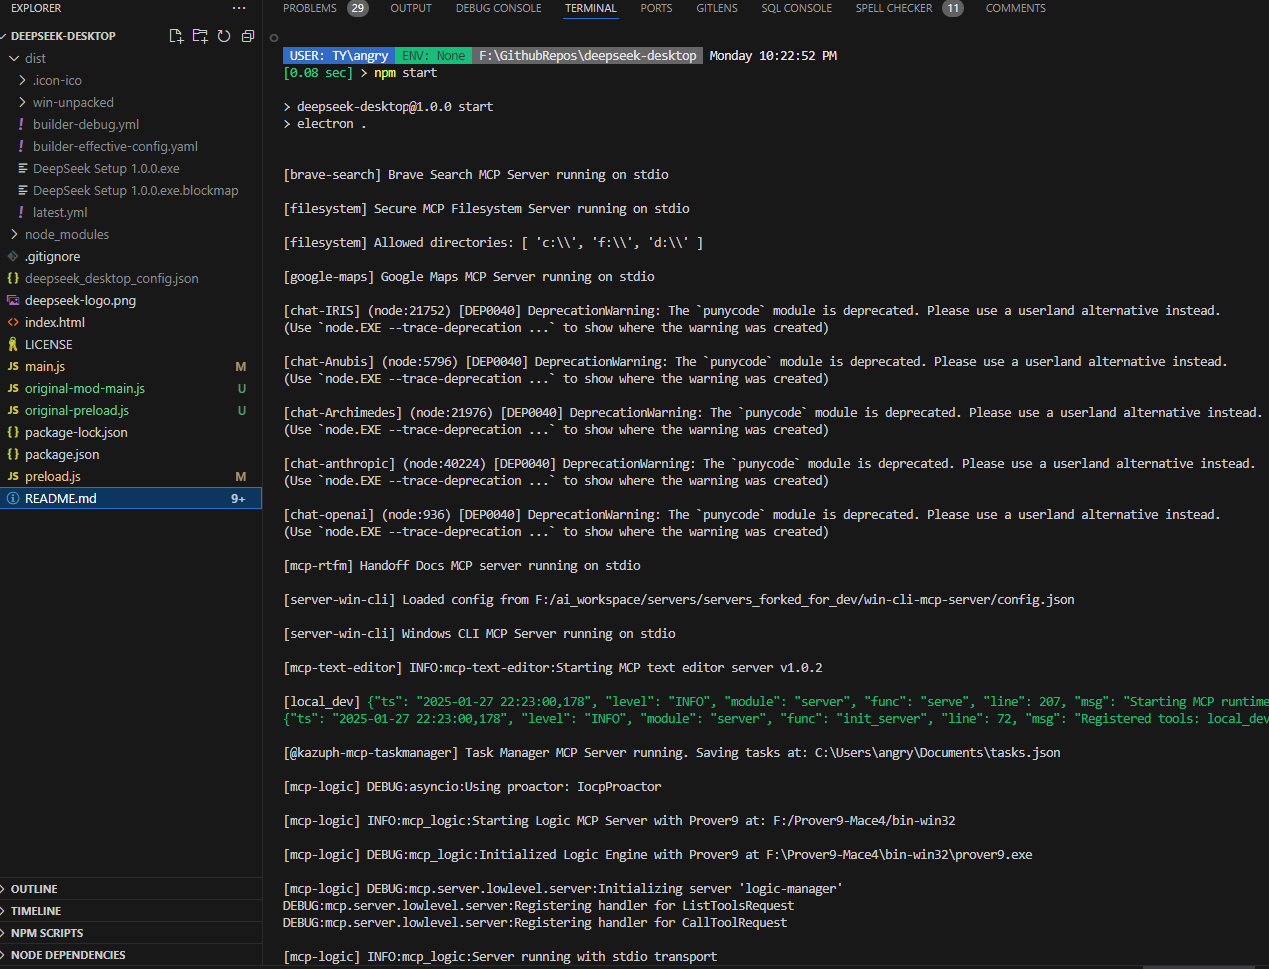 EXPLORER
DEEPSEEK-DESKTOP
dist
.icon-ico
win-unpacked
builder-debug.yml
builder-effective-config.yaml
DeepSeek Setup 1.0.0.exe
DeepSeek Setup 1.0.0.exe.blockmap
latest.yml
node_modules
.gitignore
deepseek_desktop_config.json
deepseek-logo.png
index.html
LICENSE
main.js M
original-mod-main.js U
original-preload.js U
package-lock.json
package.json
preload.js M
README.md 9+
OUTLINE
TIMELINE
NPM SCRIPTS
NODE DEPENDENCIES
PROBLEMS 29 OUTPUT DEBUG CONSOLE TERMINAL PORTS GITLENS SQL CONSOLE SPELL CHECKER 11 COMMENTS
USER: TY\angry ENV: None F:\GithubRepos\deepseek-desktop Monday 10:22:52 PM
[0.08 sec] > npm start
> deepseek-desktop@1.0.0 start
> electron .
[brave-search] Brave Search MCP Server running on stdio
[filesystem] Secure MCP Filesystem Server running on stdio
[filesystem] Allowed directories: [ 'c:\\', 'f:\\', 'd:\\' ]
[google-maps] Google Maps MCP Server running on stdio
[chat-IRIS] (node:21752) [DEP0040] DeprecationWarning: The `punycode` module is deprecated. Please use a userland alternative instead.
(Use `node.EXE --trace-deprecation ...` to show where the warning was created)
[chat-Anubis] (node:5796) [DEP0040] DeprecationWarning: The `punycode` module is deprecated. Please use a userland alternative instead.
(Use `node.EXE --trace-deprecation ...` to show where the warning was created)
[chat-Archimedes] (node:21976) [DEP0040] DeprecationWarning: The `punycode` module is deprecated. Please use a userland alternative instead.
(Use `node.EXE --trace-deprecation ...` to show where the warning was created)
[chat-anthropic] (node:40224) [DEP0040] DeprecationWarning: The `punycode` module is deprecated. Please use a userland alternative instead.
(Use `node.EXE --trace-deprecation ...` to show where the warning was created)
[chat-openai] (node:936) [DEP0040] DeprecationWarning: The `punycode` module is deprecated. Please use a userland alternative instead.
(Use `node.EXE --trace-deprecation ...` to show where the warning was created)
[mcp-rtfm] Handoff Docs MCP server running on stdio
[server-win-cli] Loaded config from F:/ai_workspace/servers/servers_forked_for_dev/win-cli-mcp-server/config.json
[server-win-cli] Windows CLI MCP Server running on stdio
[mcp-text-editor] INFO:mcp-text-editor:Starting MCP text editor server v1.0.2
[local_dev] {"ts": "2025-01-27 22:23:00,178", "level": "INFO", "module": "server", "func": "serve", "line": 207, "msg": "Starting MCP runtime
{"ts": "2025-01-27 22:23:00,178", "level": "INFO", "module": "server", "func": "init_server", "line": 72, "msg": "Registered tools: local_dev
[@kazuph-mcp-taskmanager] Task Manager MCP Server running. Saving tasks at: C:\Users\angry\Documents\tasks.json
[mcp-logic] DEBUG:asyncio:Using proactor: IocpProactor
[mcp-logic] INFO:mcp_logic:Starting Logic MCP Server with Prover9 at: F:/Prover9-Mace4/bin-win32
[mcp-logic] DEBUG:mcp_logic:Initialized Logic Engine with Prover9 at F:\Prover9-Mace4\bin-win32\prover9.exe
[mcp-logic] DEBUG:mcp.server.lowlevel.server:Initializing server 'logic-manager'
DEBUG:mcp.server.lowlevel.server:Registering handler for ListToolsRequest
DEBUG:mcp.server.lowlevel.server:Registering handler for CallToolRequest
[mcp-logic] INFO:mcp_logic:Server running with stdio transport